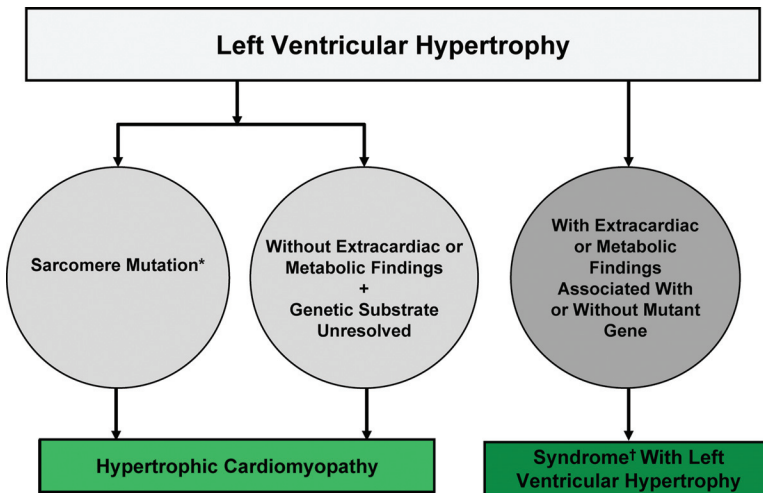 Left Ventricular Hypertrophy
Sarcomere Mutation*
Without Extracardiac or
Metabolic Findings
+
Genetic Substrate
Unresolved
With Extracardiac
or Metabolic
Findings
Associated With
or Without Mutant
Gene
Hypertrophic Cardiomyopathy
Syndrome† With Left
Ventricular Hypertrophy